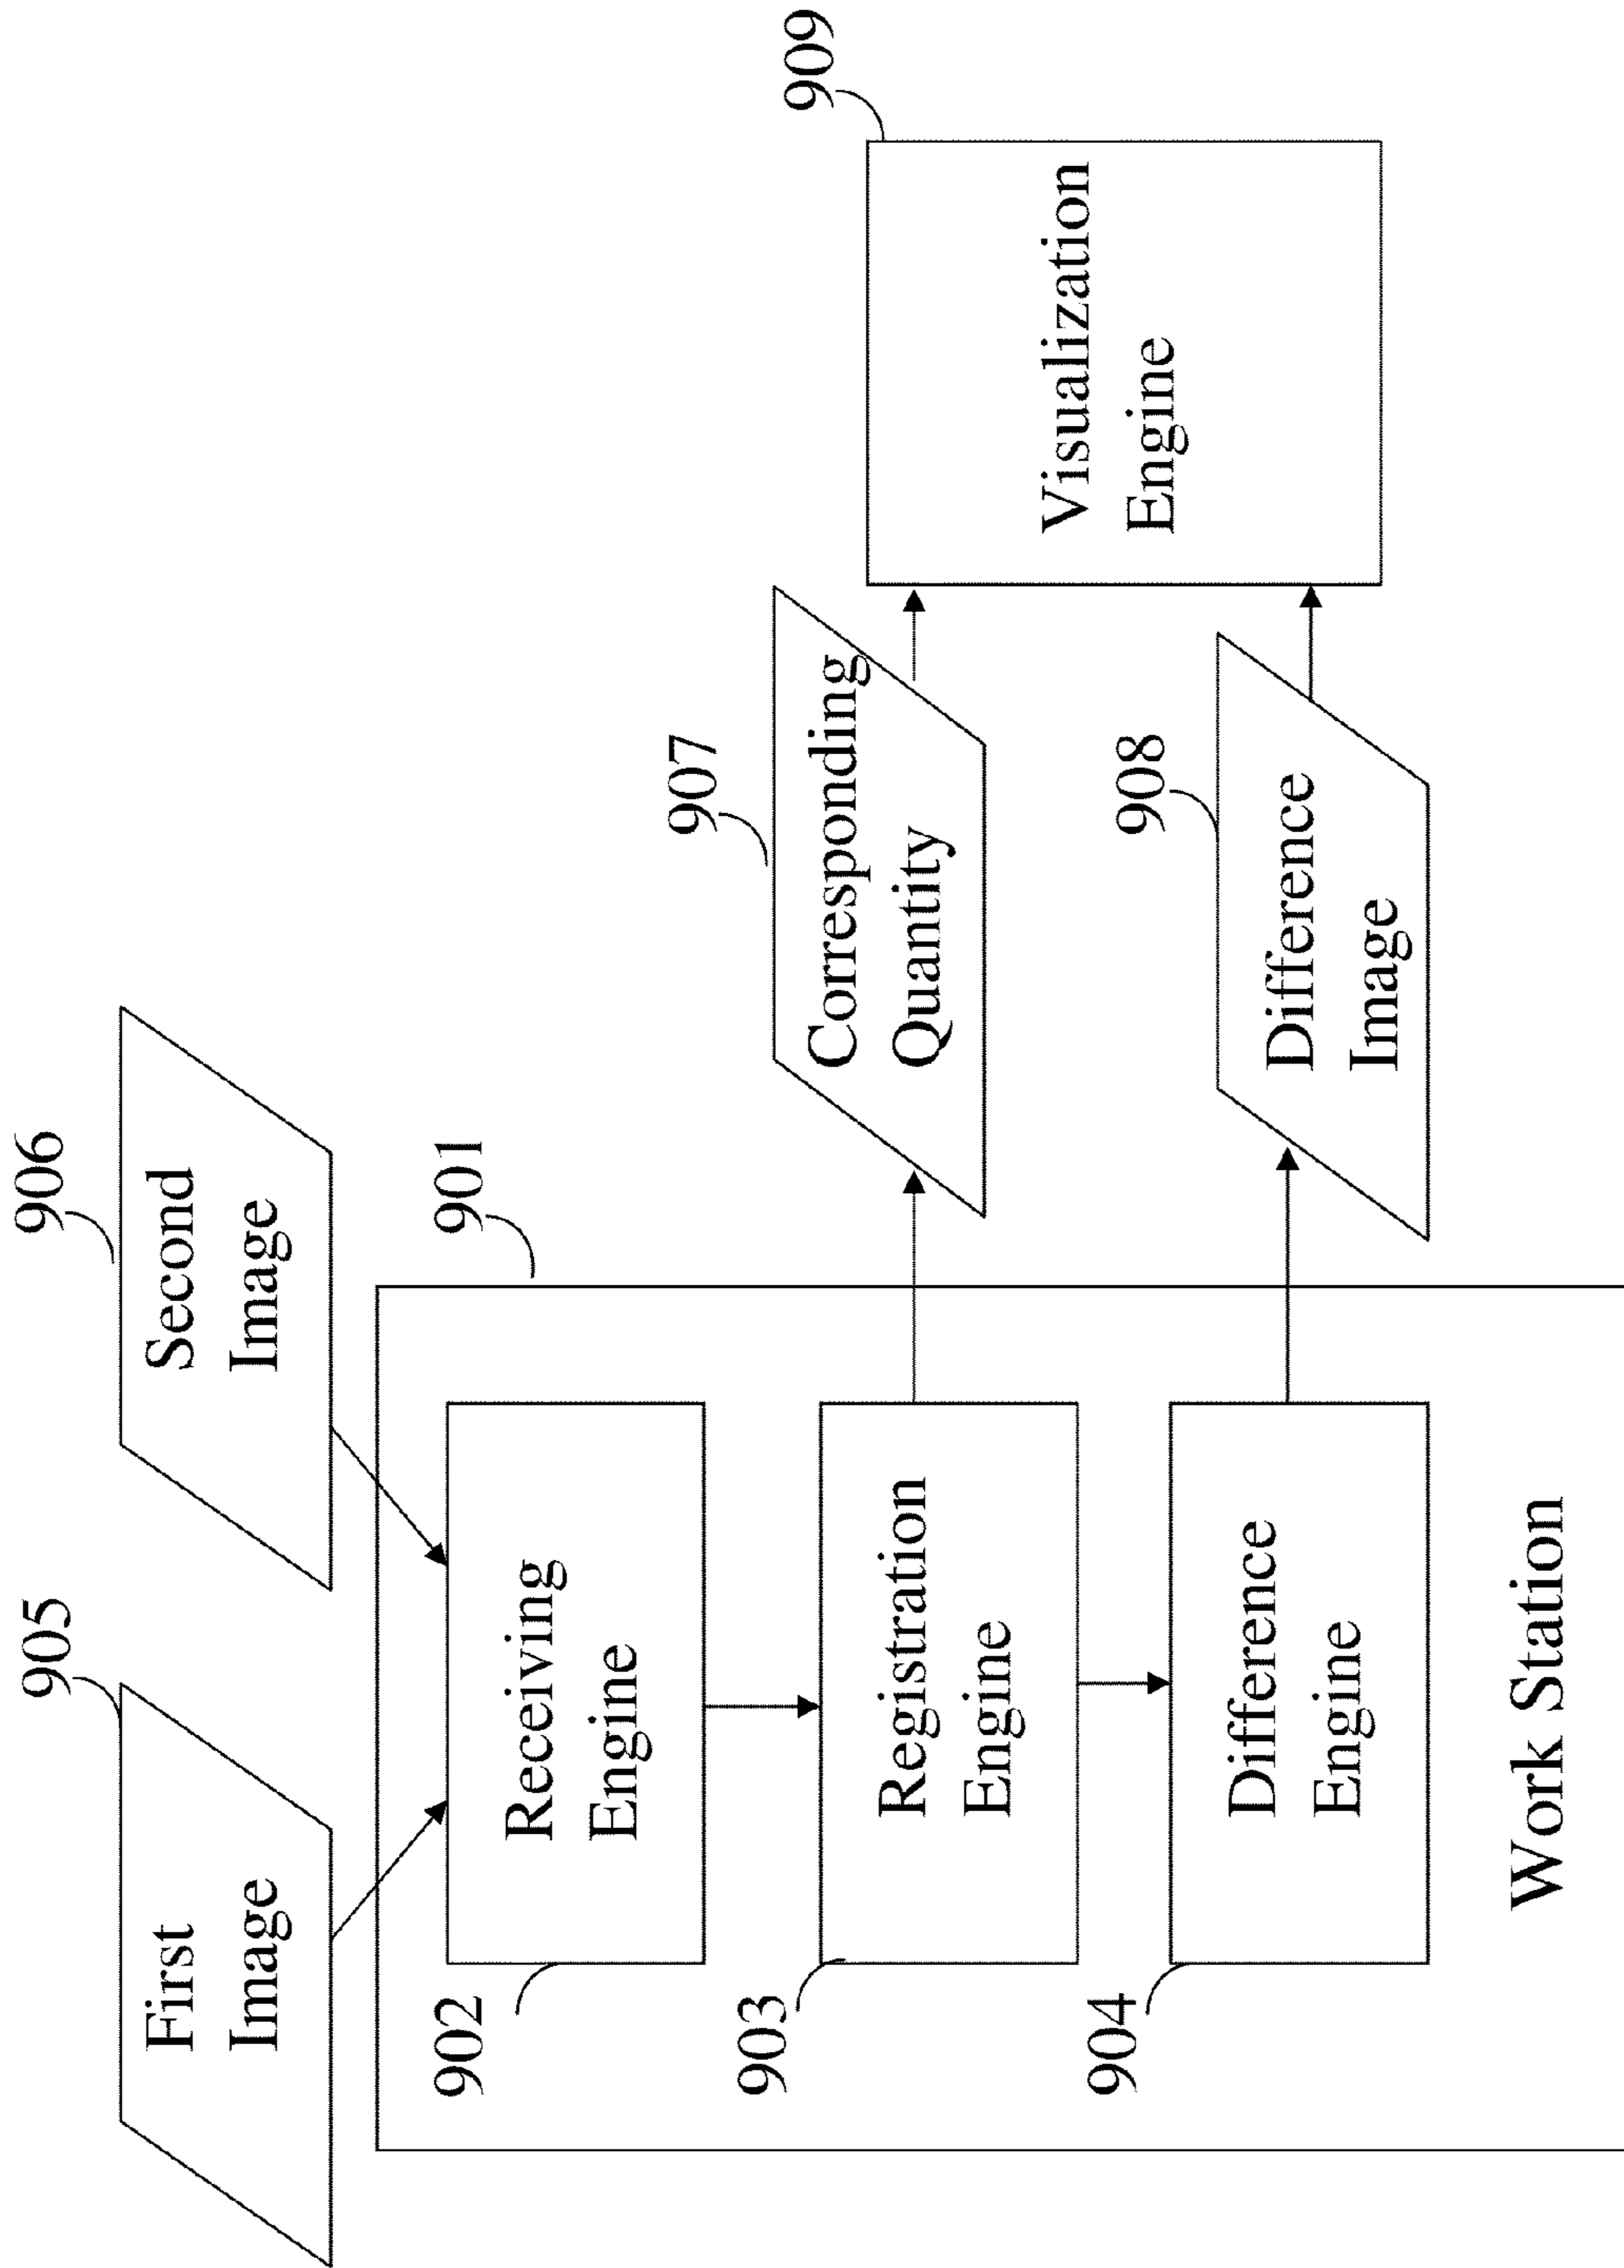 905
First
Image
906
Second
Image
901
902
Receiving
Engine
903
Registration
Engine
904
Difference
Engine
Work Station
907
Corresponding
Quantity
908
Difference
Image
909
Visualization
Engine